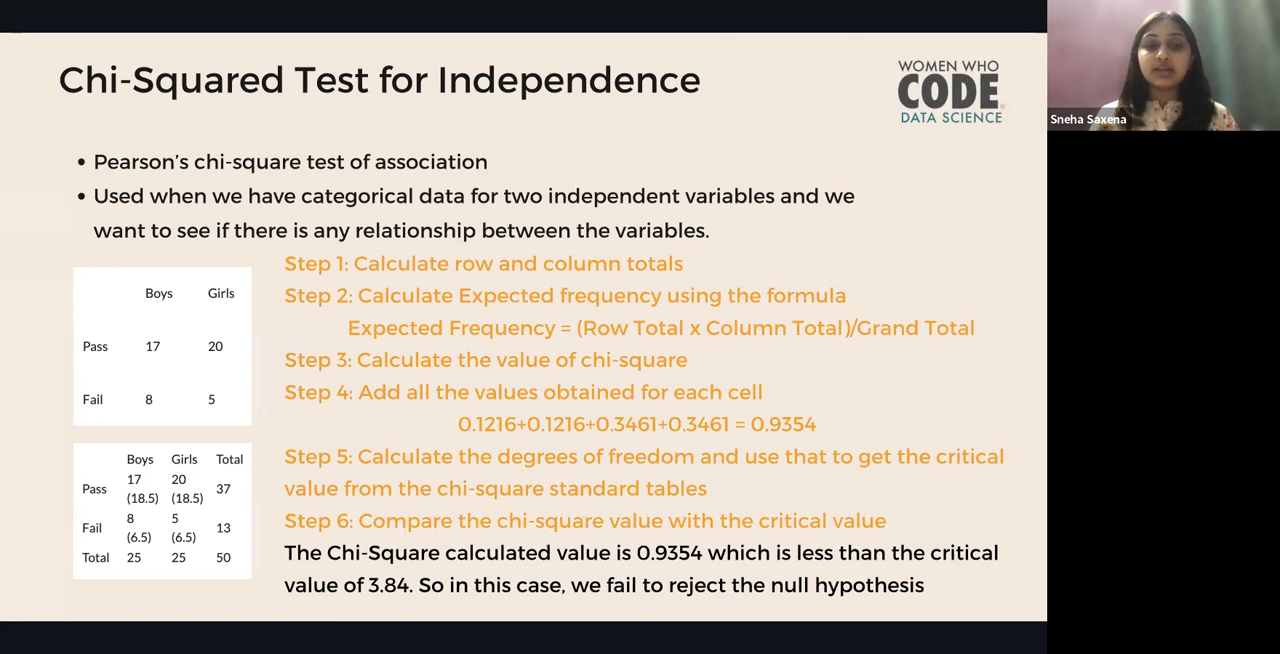 Chi-Squared Test for Independence
WOMEN WHO
CODE
DATA SCIENCE
Sneha Saxena
• Pearson's chi-square test of association
• Used when we have categorical data for two independent variables and we
want to see if there is any relationship between the variables.
Boys Girls
Pass 17 20
Fail 8 5
Boys Girls Total
17 20
Pass 37
(18.5) (18.5)
8 5
Fail 13
(6.5) (6.5)
Total 25 25 50
Step 1: Calculate row and column totals
Step 2: Calculate Expected frequency using the formula
Expected Frequency = (Row Total x Column Total)/Grand Total
Step 3: Calculate the value of chi-square
Step 4: Add all the values obtained for each cell
0.1216+0.1216+0.3461+0.3461 = 0.9354
Step 5: Calculate the degrees of freedom and use that to get the critical
value from the chi-square standard tables
Step 6: Compare the chi-square value with the critical value
The Chi-Square calculated value is 0.9354 which is less than the critical
value of 3.84. So in this case, we fail to reject the null hypothesis